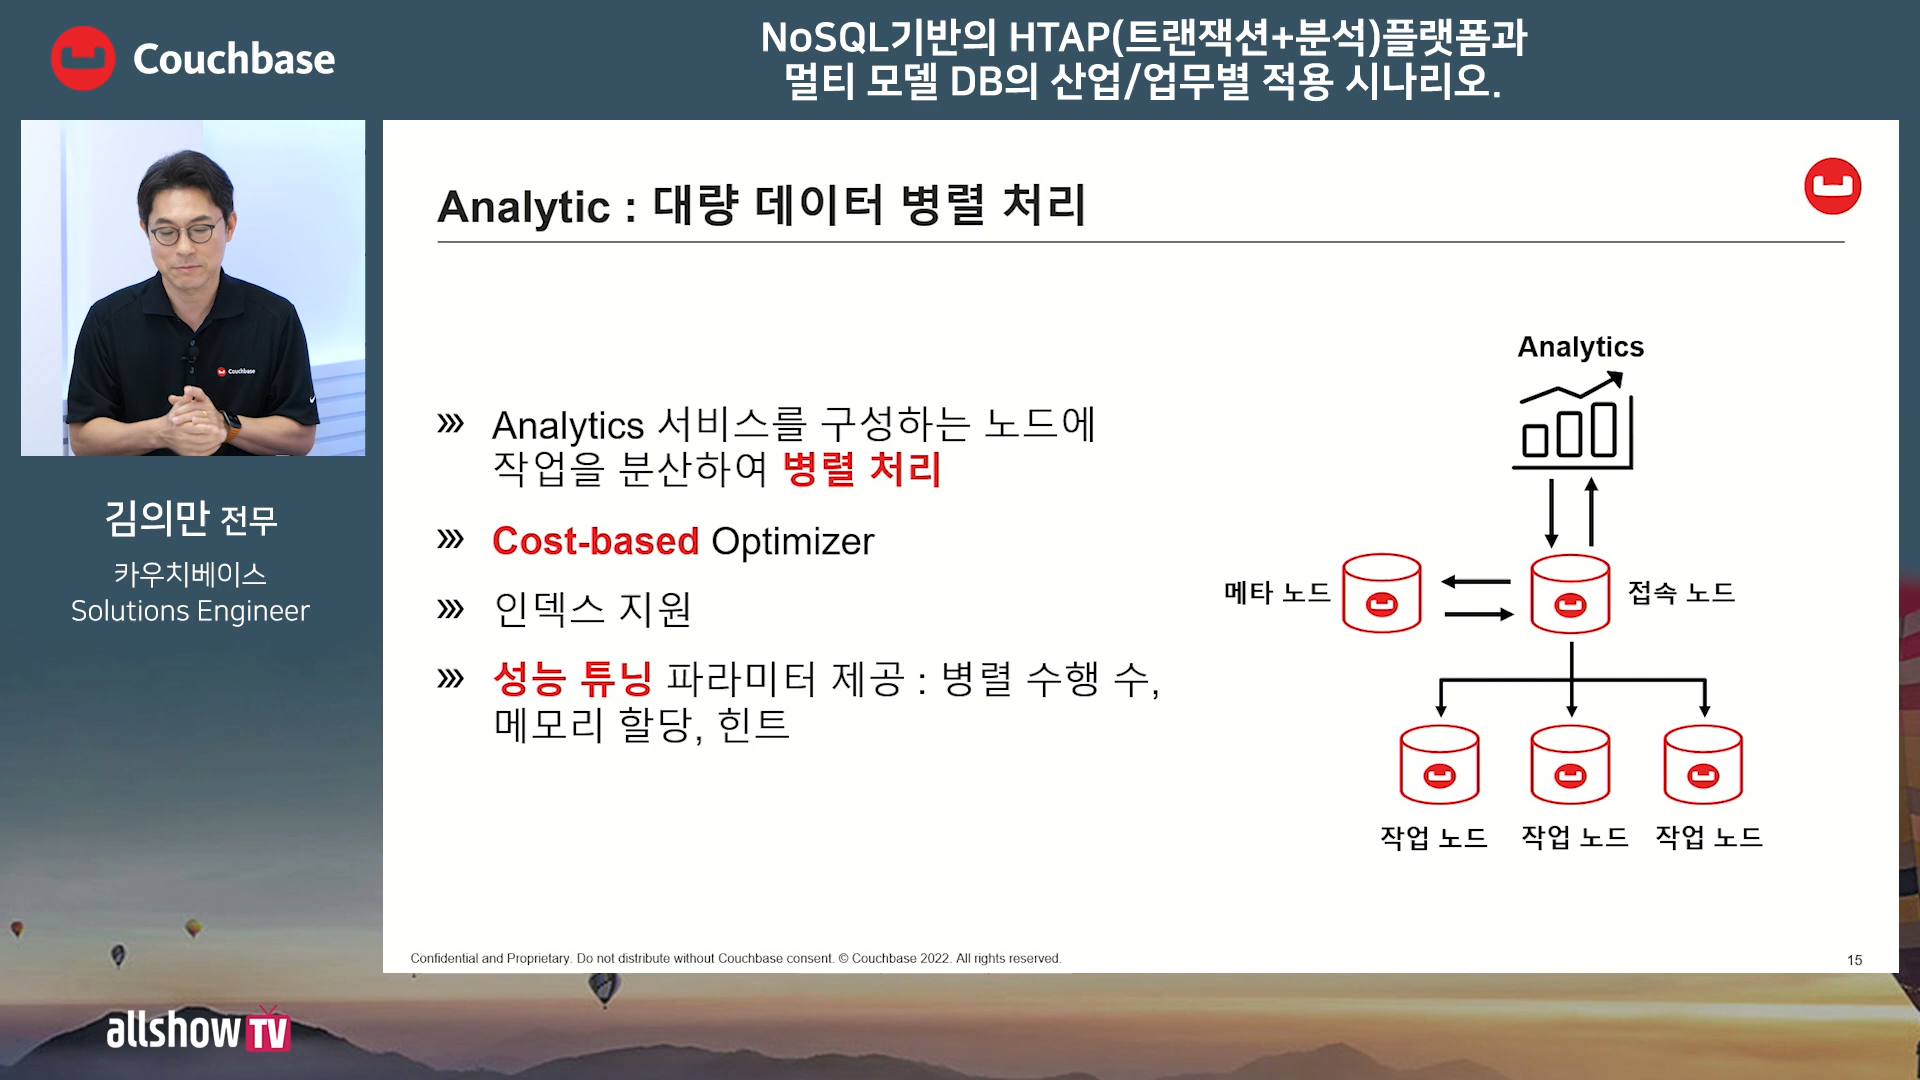 Couchbase
NoSQL기반의 HTAP(트랜잭션+분석)플랫폼과
멀티 모델 DB의 산업/업무별 적용 시나리오.
Couchbase
김의만 전무
카우치베이스
Solutions Engineer
Analytic : 대량 데이터 병렬 처리
Analytics 서비스를 구성하는 노드에
작업을 분산하여 병렬 처리
Cost-based Optimizer
인덱스 지원
성능 튜닝 파라미터 제공 : 병렬 수행 수,
메모리 할당, 힌트
Analytics
메타 노드
접속 노드
작업 노드 작업 노드 작업 노드
Confidential and Proprietary. Do not distribute without Couchbase consent. © Couchbase 2022. All rights reserved.
15
allshowTV